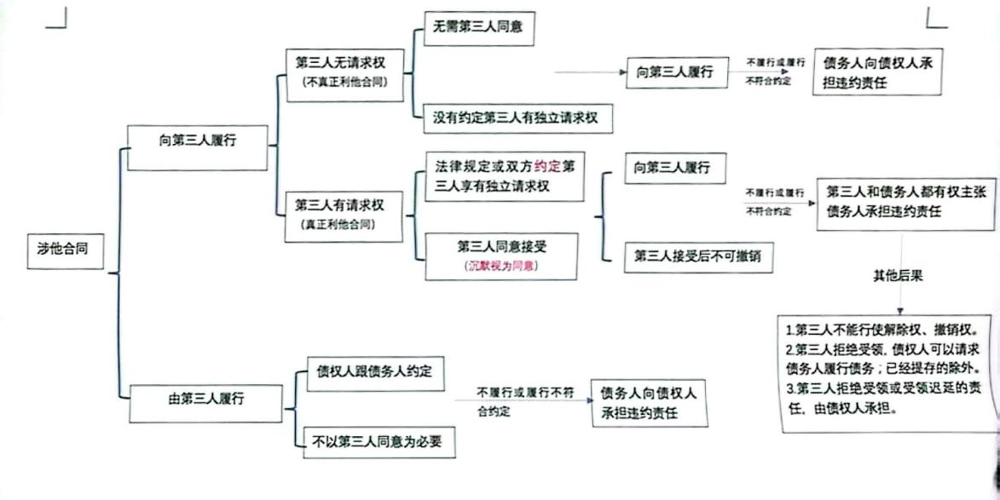 涉他合同
向第三人履行
第三人无请求权
(不真正利他合同)
无需第三人同意
没有约定第三人有独立请求权
向第三人履行
不履行或履行
不符合约定
债务人向债权人承
担违约责任
第三人有请求权
(真正利他合同)
法律规定或双方约定第
三人享有独立请求权
第三人同意接受
(沉默视为同意)
向第三人履行
第三人接受后不可撤销
不履行或履行
不符合约定
第三人和债务人都有权主张
债务人承担违约责任
其他后果
1.第三人不能行使解除权、撤销权。
2.第三人拒绝受领,债权人可以请求
债务人履行债务；已经提存的除外。
3.第三人拒绝受领或受领迟延的责
任,由债权人承担。
由第三人履行
债权人跟债务人约定
不以第三人同意为必要
不履行或履行不符
合约定
债务人向债权人
承担违约责任